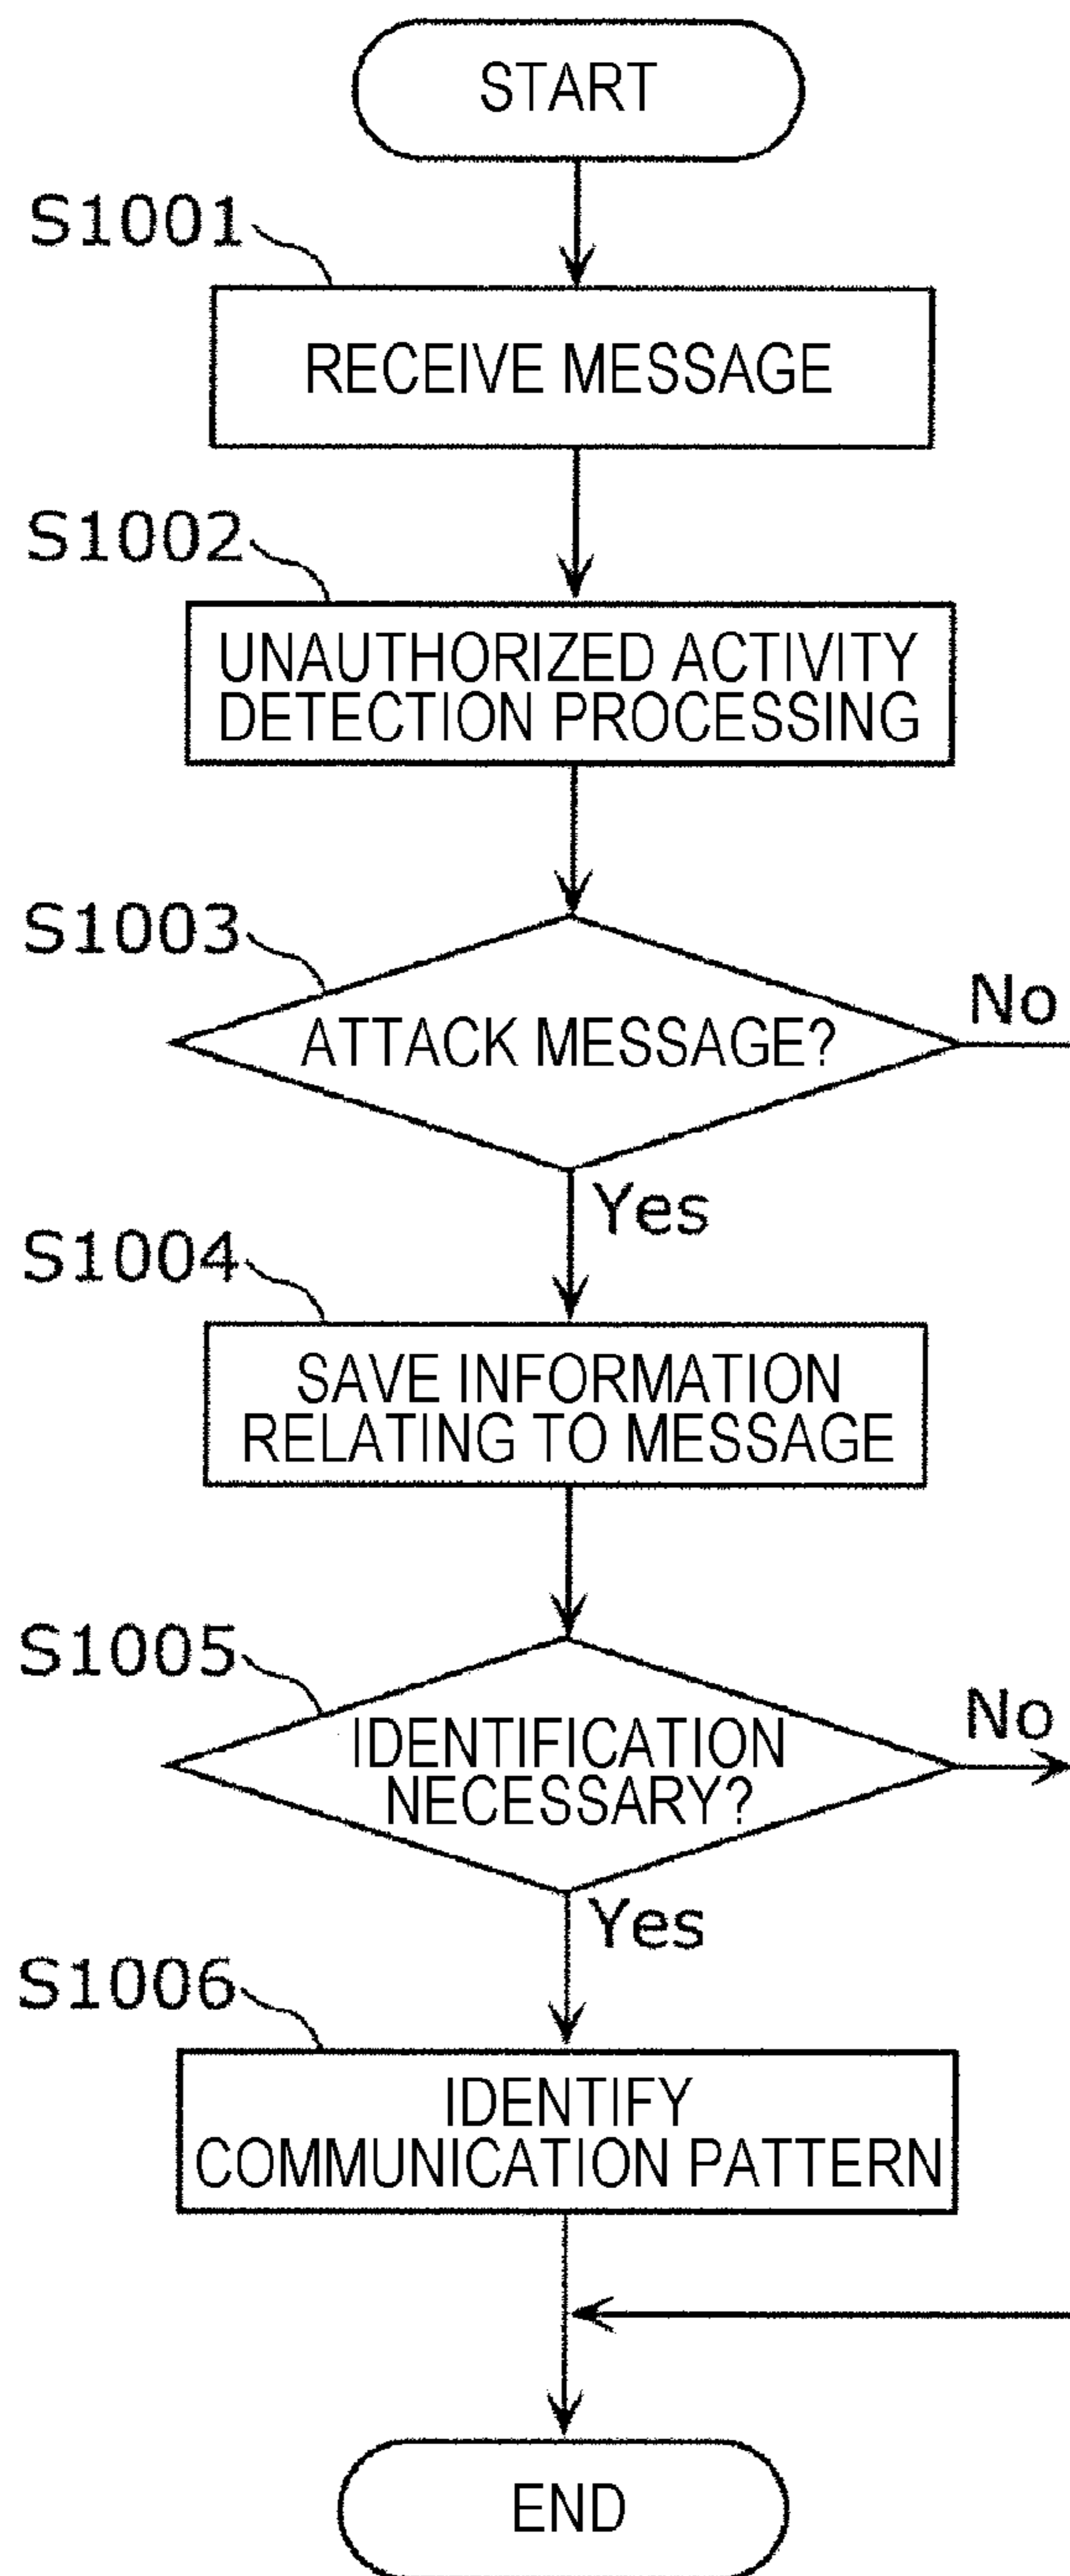 START
S1001
RECEIVE MESSAGE
S1002
UNAUTHORIZED ACTIVITY
DETECTION PROCESSING
S1003
ATTACK MESSAGE?
No
Yes
S1004
SAVE INFORMATION
RELATING TO MESSAGE
S1005
IDENTIFICATION
NECESSARY?
No
Yes
S1006
IDENTIFY
COMMUNICATION PATTERN
END